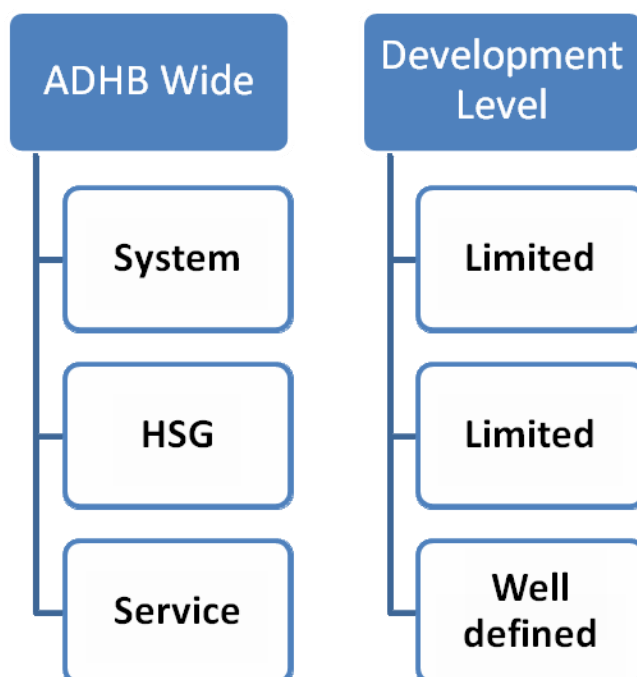 ADHB Wide
System
HSG
Service
Development
Level
Limited
Limited
Well
defined